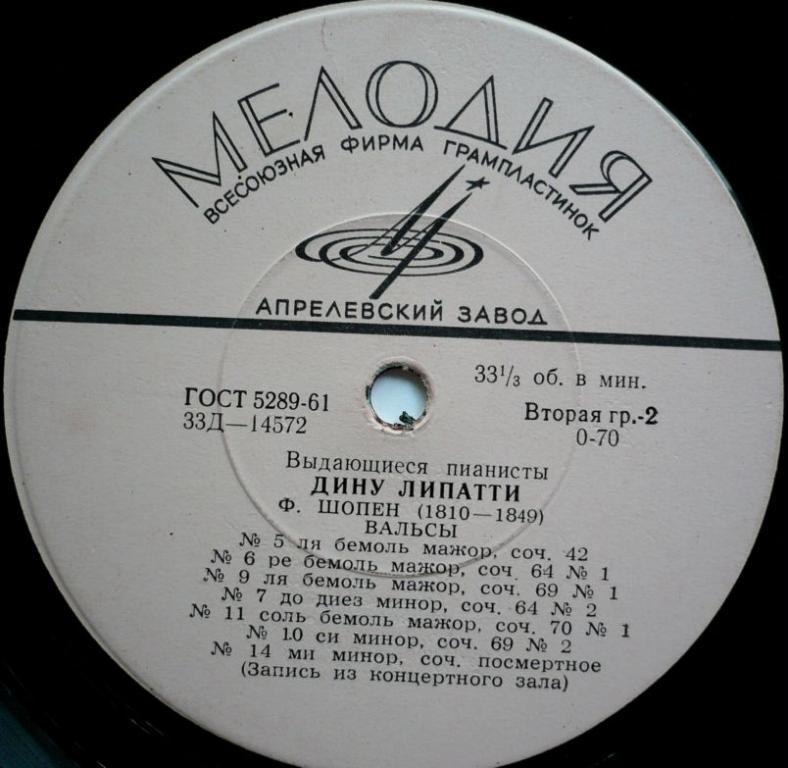 МЕЛОДИЯ
ВСЕСОЮЗНАЯ ФИРМА ГРАМПЛАСТИНОК
АПРЕЛЕВСКИЙ ЗАВОД
33¹/₃ об. в мин.
ГОСТ 5289-61
Вторая гр.-2
33Д—14572
0-70
Выдающиеся пианисты
ДИНУ ЛИПАТТИ
Ф. ШОПЕН (1810—1849)
ВАЛЬСЫ
№ 5 ля бемоль мажор, соч. 42
№ 6 ре бемоль мажор, соч. 64 № 1
№ 9 ля бемоль мажор, соч. 69 № 1
№ 7 до диез минор, соч. 64 № 2
№ 11 соль бемоль мажор, соч. 70 № 1
№ 10 си минор, соч. 69 № 2
№ 14 ми минор, соч. посмертное
(Запись из концертного зала)